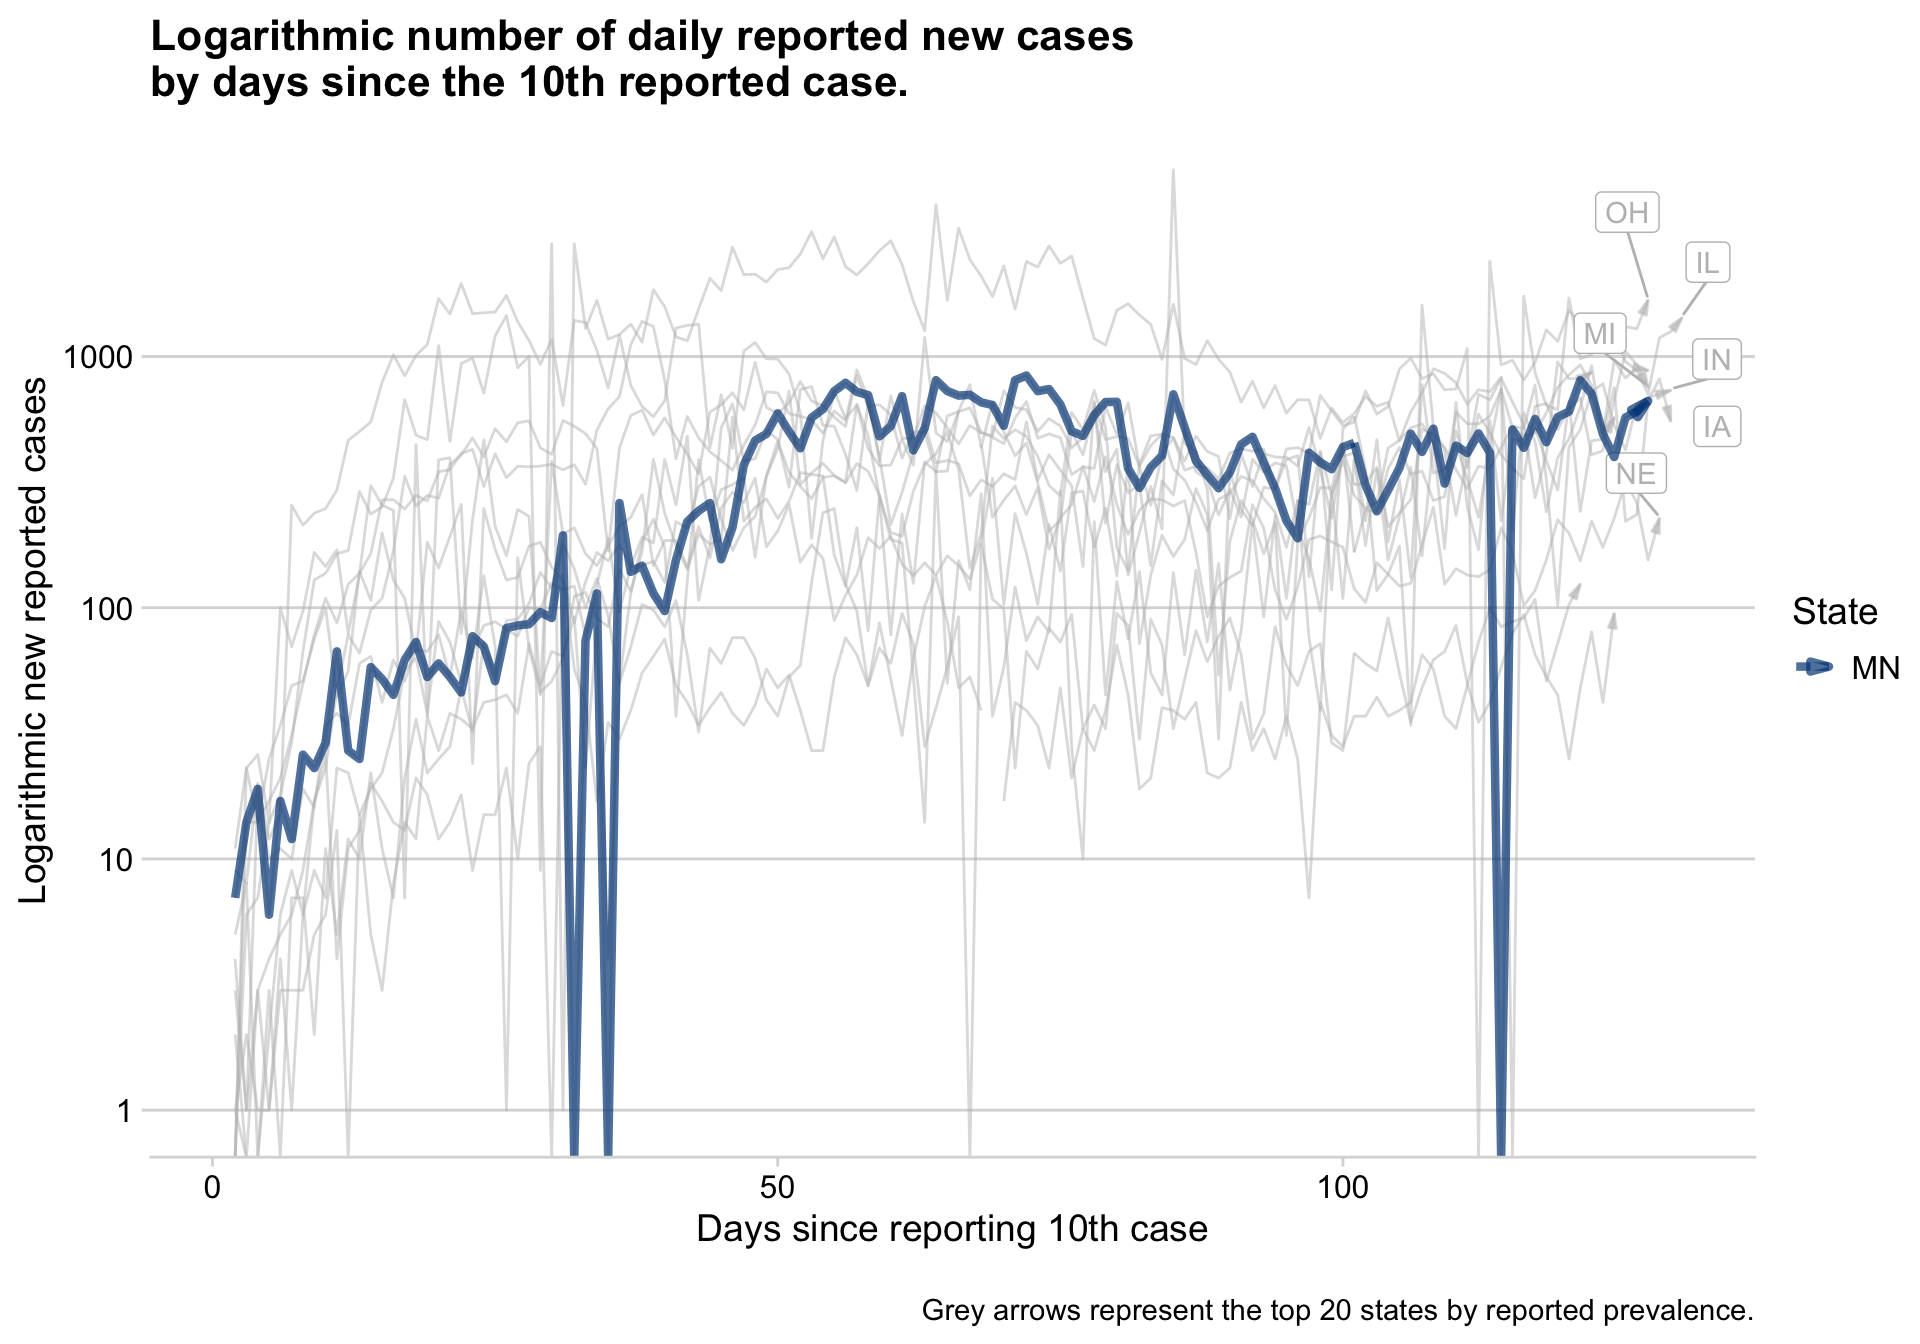 Logarithmic number of daily reported new cases
by days since the 10th reported case.
OH
IL
MI
IN
IA
NE
1000
100
10
1
Logarithmic new reported cases
0
50
100
Days since reporting 10th case
State
MN
Grey arrows represent the top 20 states by reported prevalence.